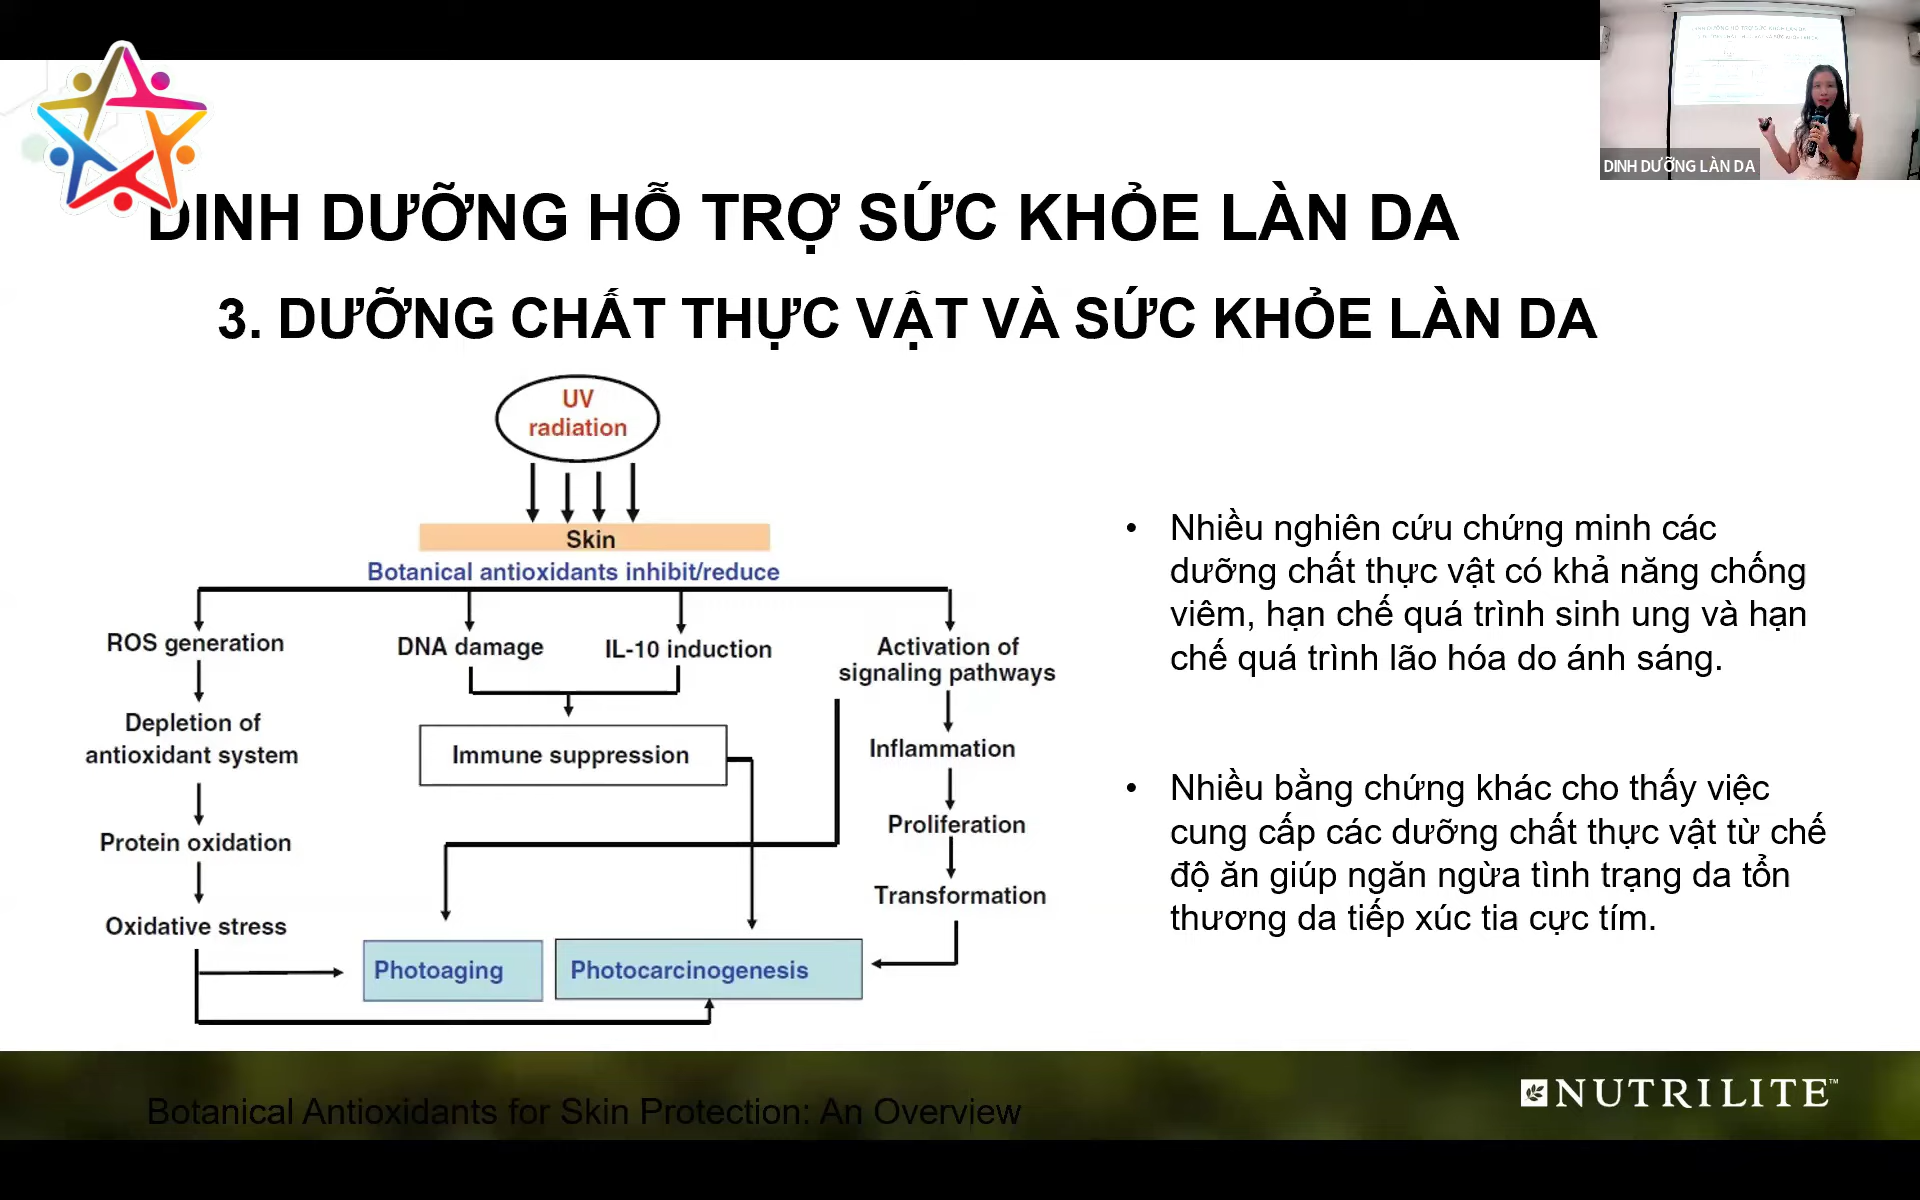 DINH DƯỠNG LÀN DA
DINH DƯỠNG HỖ TRỢ SỨC KHỎE LÀN DA
3. DƯỠNG CHẤT THỰC VẬT VÀ SỨC KHỎE LÀN DA
UV
radiation
Skin
Botanical antioxidants inhibit/reduce
ROS generation
Depletion of
antioxidant system
Protein oxidation
Oxidative stress
DNA damage
IL-10 induction
Immune suppression
Activation of
signaling pathways
Inflammation
Proliferation
Transformation
Photoaging
Photocarcinogenesis
• Nhiều nghiên cứu chứng minh các
dưỡng chất thực vật có khả năng chống
viêm, hạn chế quá trình sinh ung và hạn
chế quá trình lão hóa do ánh sáng.
• Nhiều bằng chứng khác cho thấy việc
cung cấp các dưỡng chất thực vật từ chế
độ ăn giúp ngăn ngừa tình trạng da tổn
thương da tiếp xúc tia cực tím.
Botanical Antioxidants for Skin Protection: An Overview
NUTRILITE™